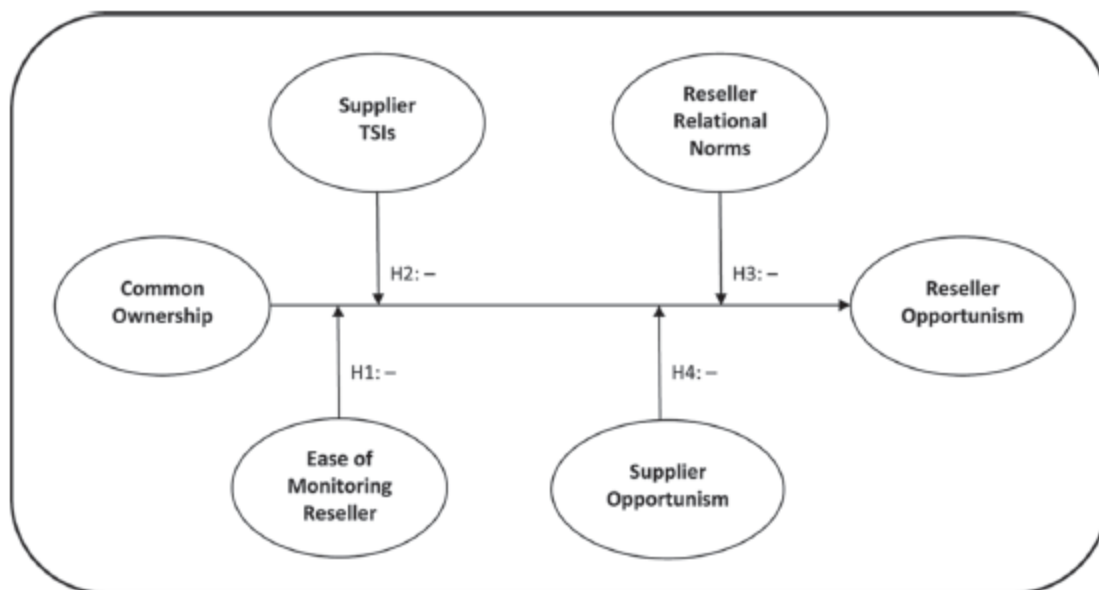 Supplier
TSIs
Reseller
Relational
Norms
H2: –
H3: –
Common
Ownership
Reseller
Opportunism
H1: –
H4: –
Ease of
Monitoring
Reseller
Supplier
Opportunism